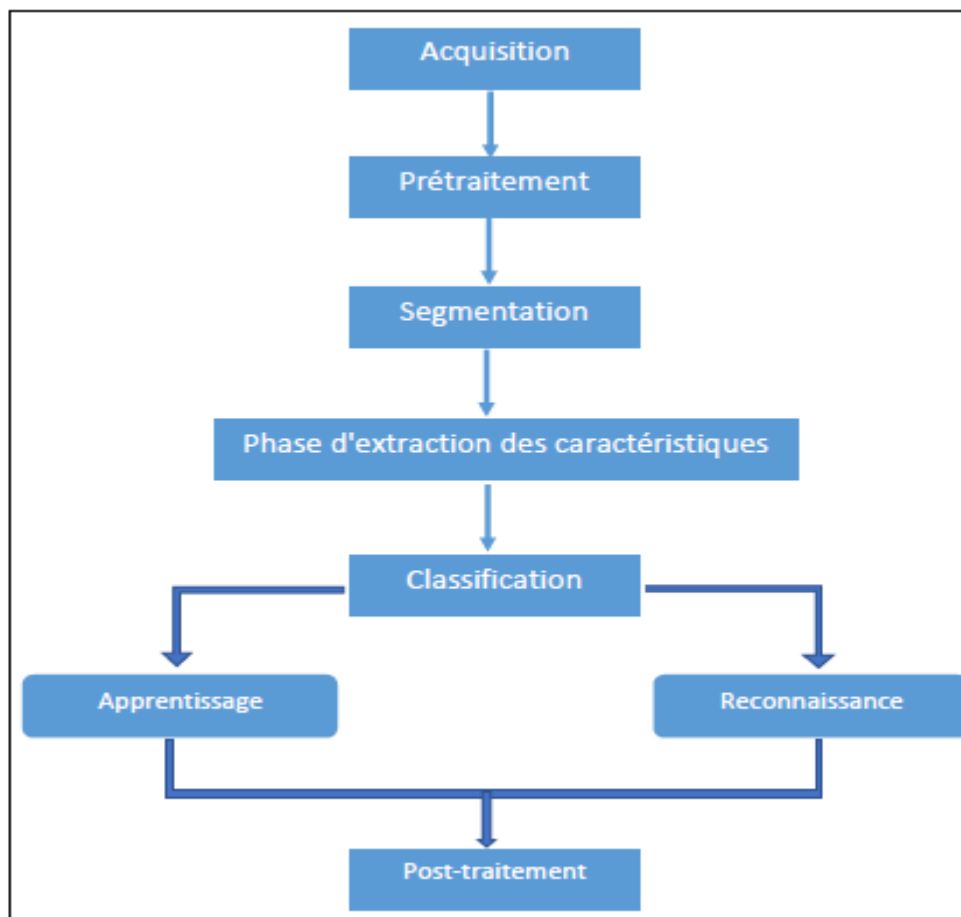 Acquisition
Prétraitement
Segmentation
Phase d'extraction des caractéristiques
Classification
Apprentissage
Reconnaissance
Post-traitement